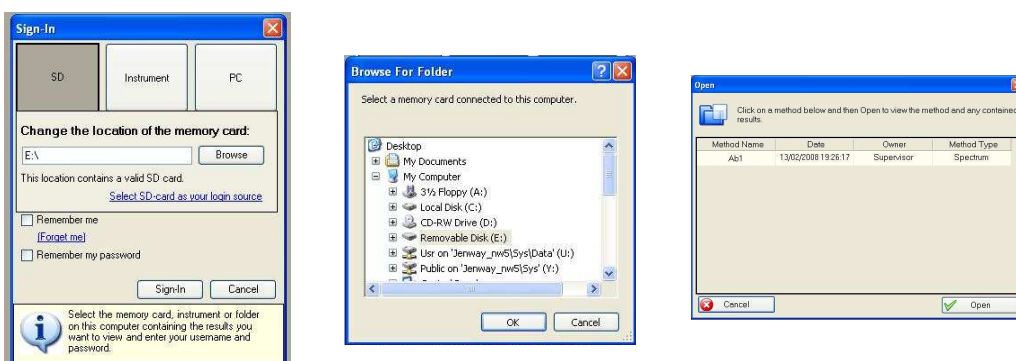 Sign-In
SD
Instrument
PC
Change the location of the memory card:
E:\
Browse
This location contains a valid SD card.
Select SD-card as your login source
Remember me
[Forget me]
Remember my password
Sign-In
Cancel
Select the memory card, instrument or folder
on this computer containing the results you
want to view and enter your username and
password.
Browse For Folder
Select a memory card connected to this computer.
Desktop
My Documents
My Computer
3½ Floppy (A:)
Local Disk (C:)
CD-RW Drive (D:)
Removable Disk (E:)
Usr on 'Jenway_nw5\Sys\Data' (U:)
Public on 'Jenway_nw5\Sys' (Y:)
OK
Cancel
Open
Click on a method below and then Open to view the method and any contained
results.
Method Name Date Owner Method Type
Ab1 13/02/2008 19:26:17 Supervisor Spectrum
Cancel
Open